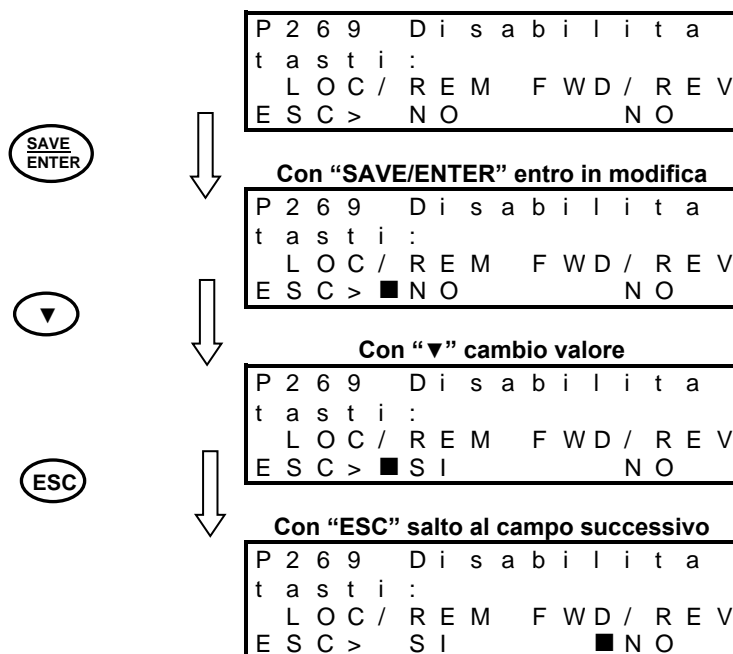 P269 Disabilita
tasti:
LOC/REM FWD/REV
ESC> NO NO
SAVE
ENTER
Con “SAVE/ENTER” entro in modifica
P269 Disabilita
tasti:
LOC/REM FWD/REV
ESC>■NO NO
▼
Con “▼” cambio valore
P269 Disabilita
tasti:
LOC/REM FWD/REV
ESC>■SI NO
ESC
Con “ESC” salto al campo successivo
P269 Disabilita
tasti:
LOC/REM FWD/REV
ESC> SI ■NO